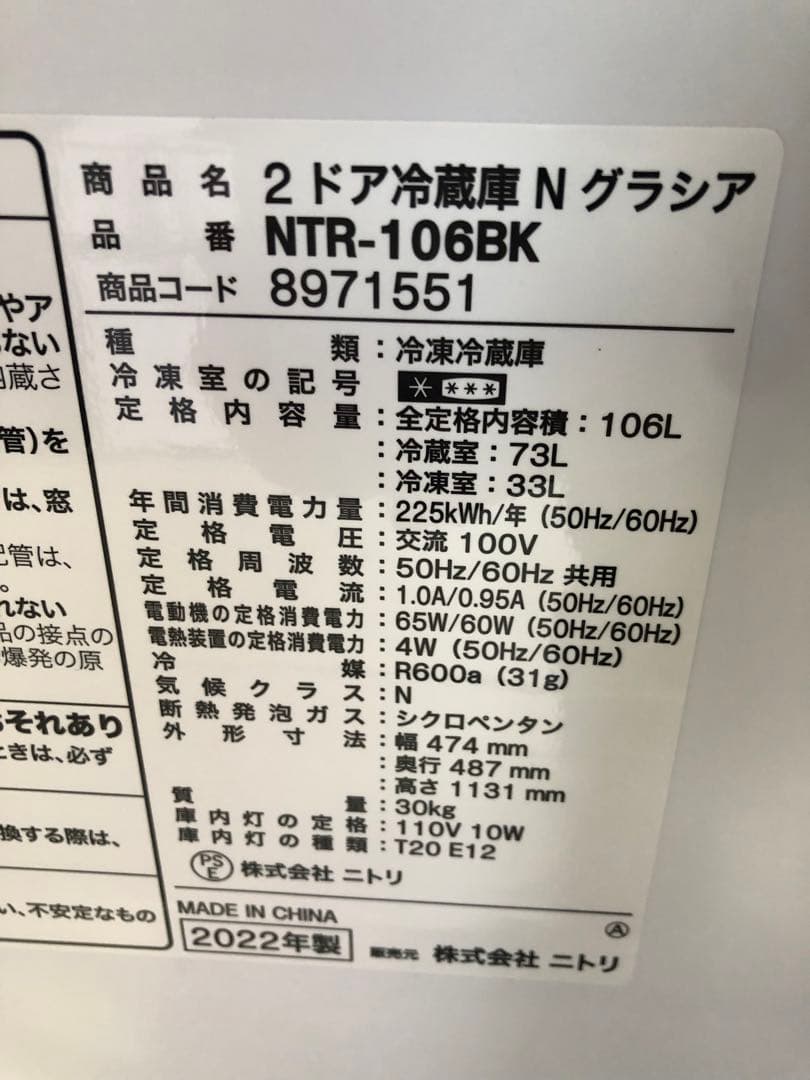 やア
ない
内蔵さ
管)を
は、窓
配管は、
。
れない
品の接点の
爆発の原
おそれあり
ときは、必ず
換する際は、
い、不安定なもの
商品名 2ドア冷蔵庫 N グラシア
品番 NTR-106BK
商品コード 8971551
種類:冷凍冷蔵庫
冷凍室の記号 * ***
定格内容量:全定格内容積:106L
:冷蔵室:73L
:冷凍室:33L
年間消費電力量:225kWh/年 (50Hz/60Hz)
定格電圧:交流 100V
定格周波数:50Hz/60Hz 共用
定格電流:1.0A/0.95A (50Hz/60Hz)
電動機の定格消費電力:65W/60W (50Hz/60Hz)
電熱装置の定格消費電力:4W (50Hz/60Hz)
冷媒:R600a (31g)
気候クラス:N
断熱発泡ガス:シクロペンタン
外形寸法:幅 474 mm
:奥行 487 mm
:高さ 1131 mm
質量:30kg
庫内灯の定格:110V 10W
庫内灯の種類:T20 E12
PSE 株式会社 ニトリ
MADE IN CHINA A
2022年製 販売元 株式会社 ニトリ